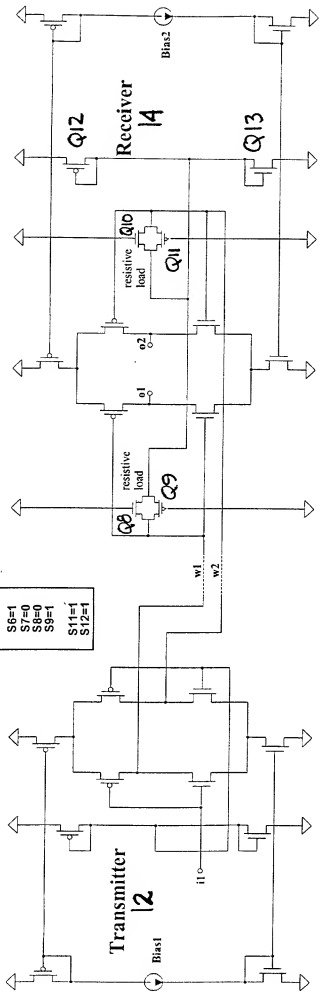 S6=1
S7=0
S8=0
S9=1
S11=1
S12=1
Transmitter
12
Bias1
i1
w1
w2
Q8
Q9
resistive
load
o1
o2
resistive
load
Q10
Q11
Receiver
14
Q12
Q13
Bias2